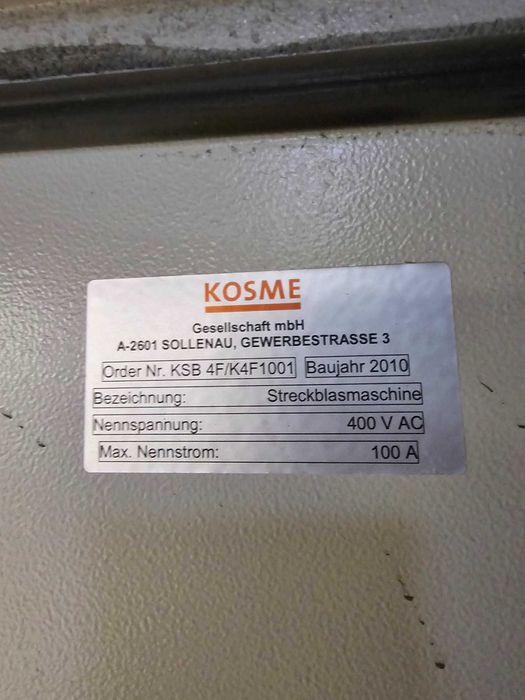 KOSME
Gesellschaft mbH
A-2601 SOLLENAU, GEWERBESTRASSE 3
Order Nr. KSB 4F/K4F1001 Baujahr 2010
Bezeichnung: Streckblasmaschine
Nennspannung: 400 V AC
Max. Nennstrom: 100 A